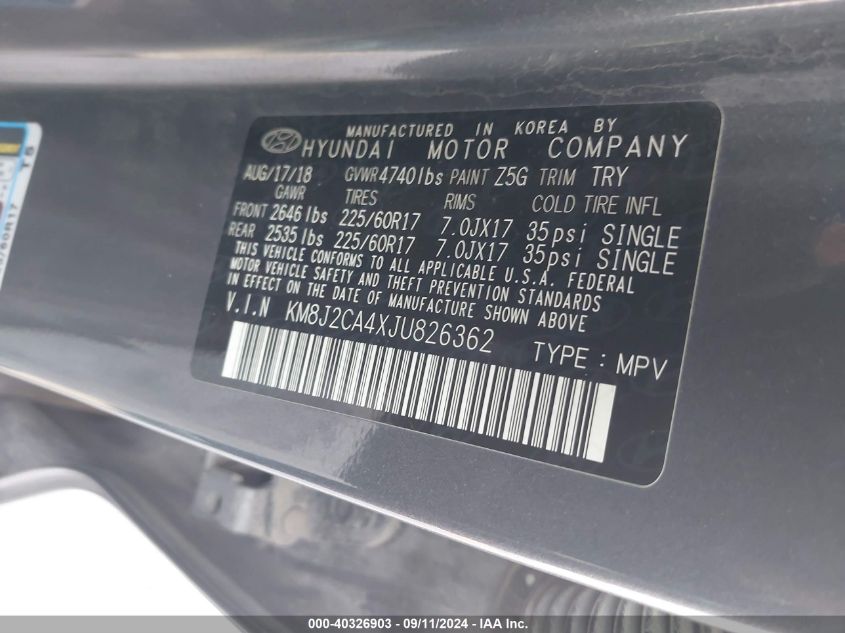 MANUFACTURED IN KOREA BY
HYUNDAI MOTOR COMPANY
AUG/17/18 GVWR4740lbs PAINT Z5G TRIM TRY
GAWR TIRES RIMS COLD TIRE INFL
FRONT 2646 lbs 225/60R17 7.0JX17 35psi SINGLE
REAR 2535 lbs 225/60R17 7.0JX17 35psi SINGLE
THIS VEHICLE CONFORMS TO ALL APPLICABLE U.S.A. FEDERAL
MOTOR VEHICLE SAFETY AND THEFT PREVENTION STANDARDS
IN EFFECT ON THE DATE OF MANUFACTURE SHOWN ABOVE
V.I.N KM8J2CA4XJU826362
TYPE : MPV
000-40326903 - 09/11/2024 - IAA Inc.